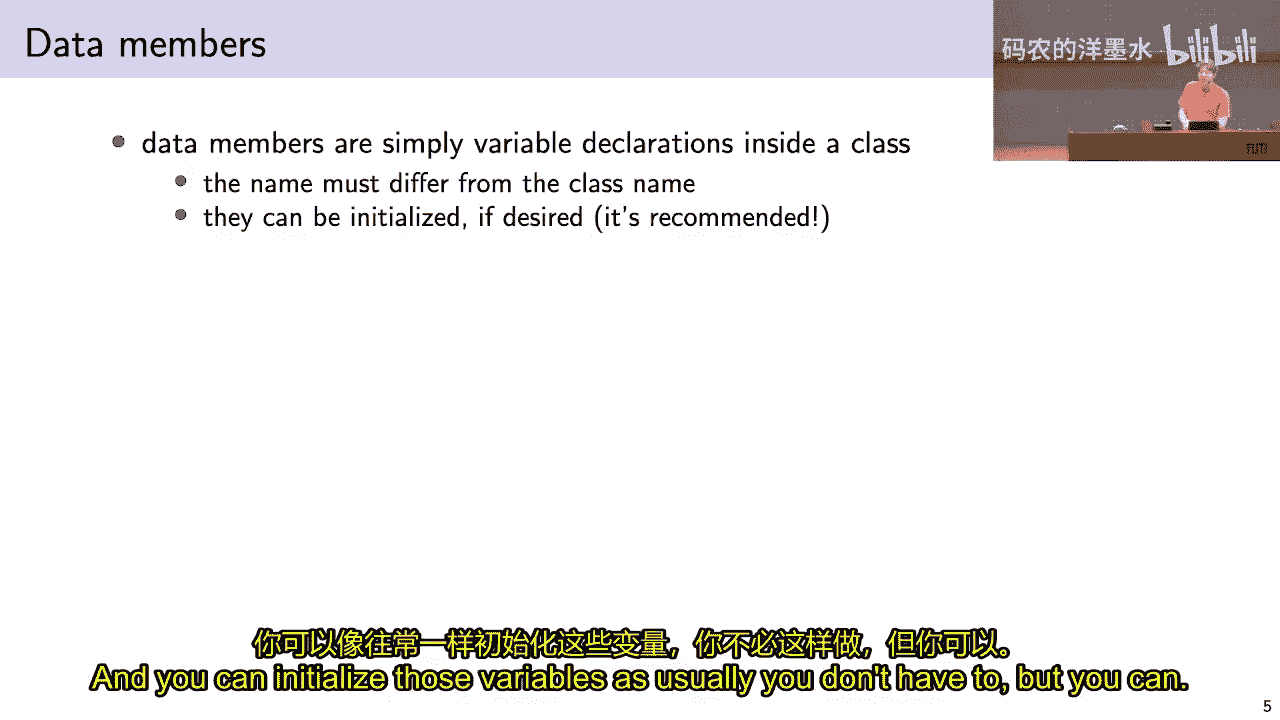 Data members
码农的洋墨水 bilibili
TUM
data members are simply variable declarations inside a class
the name must differ from the class name
they can be initialized, if desired (it's recommended!)
你可以像往常一样初始化这些变量，你不必这样做，但你可以。
And you can initialize those variables as usually you don't have to, but you can.
5